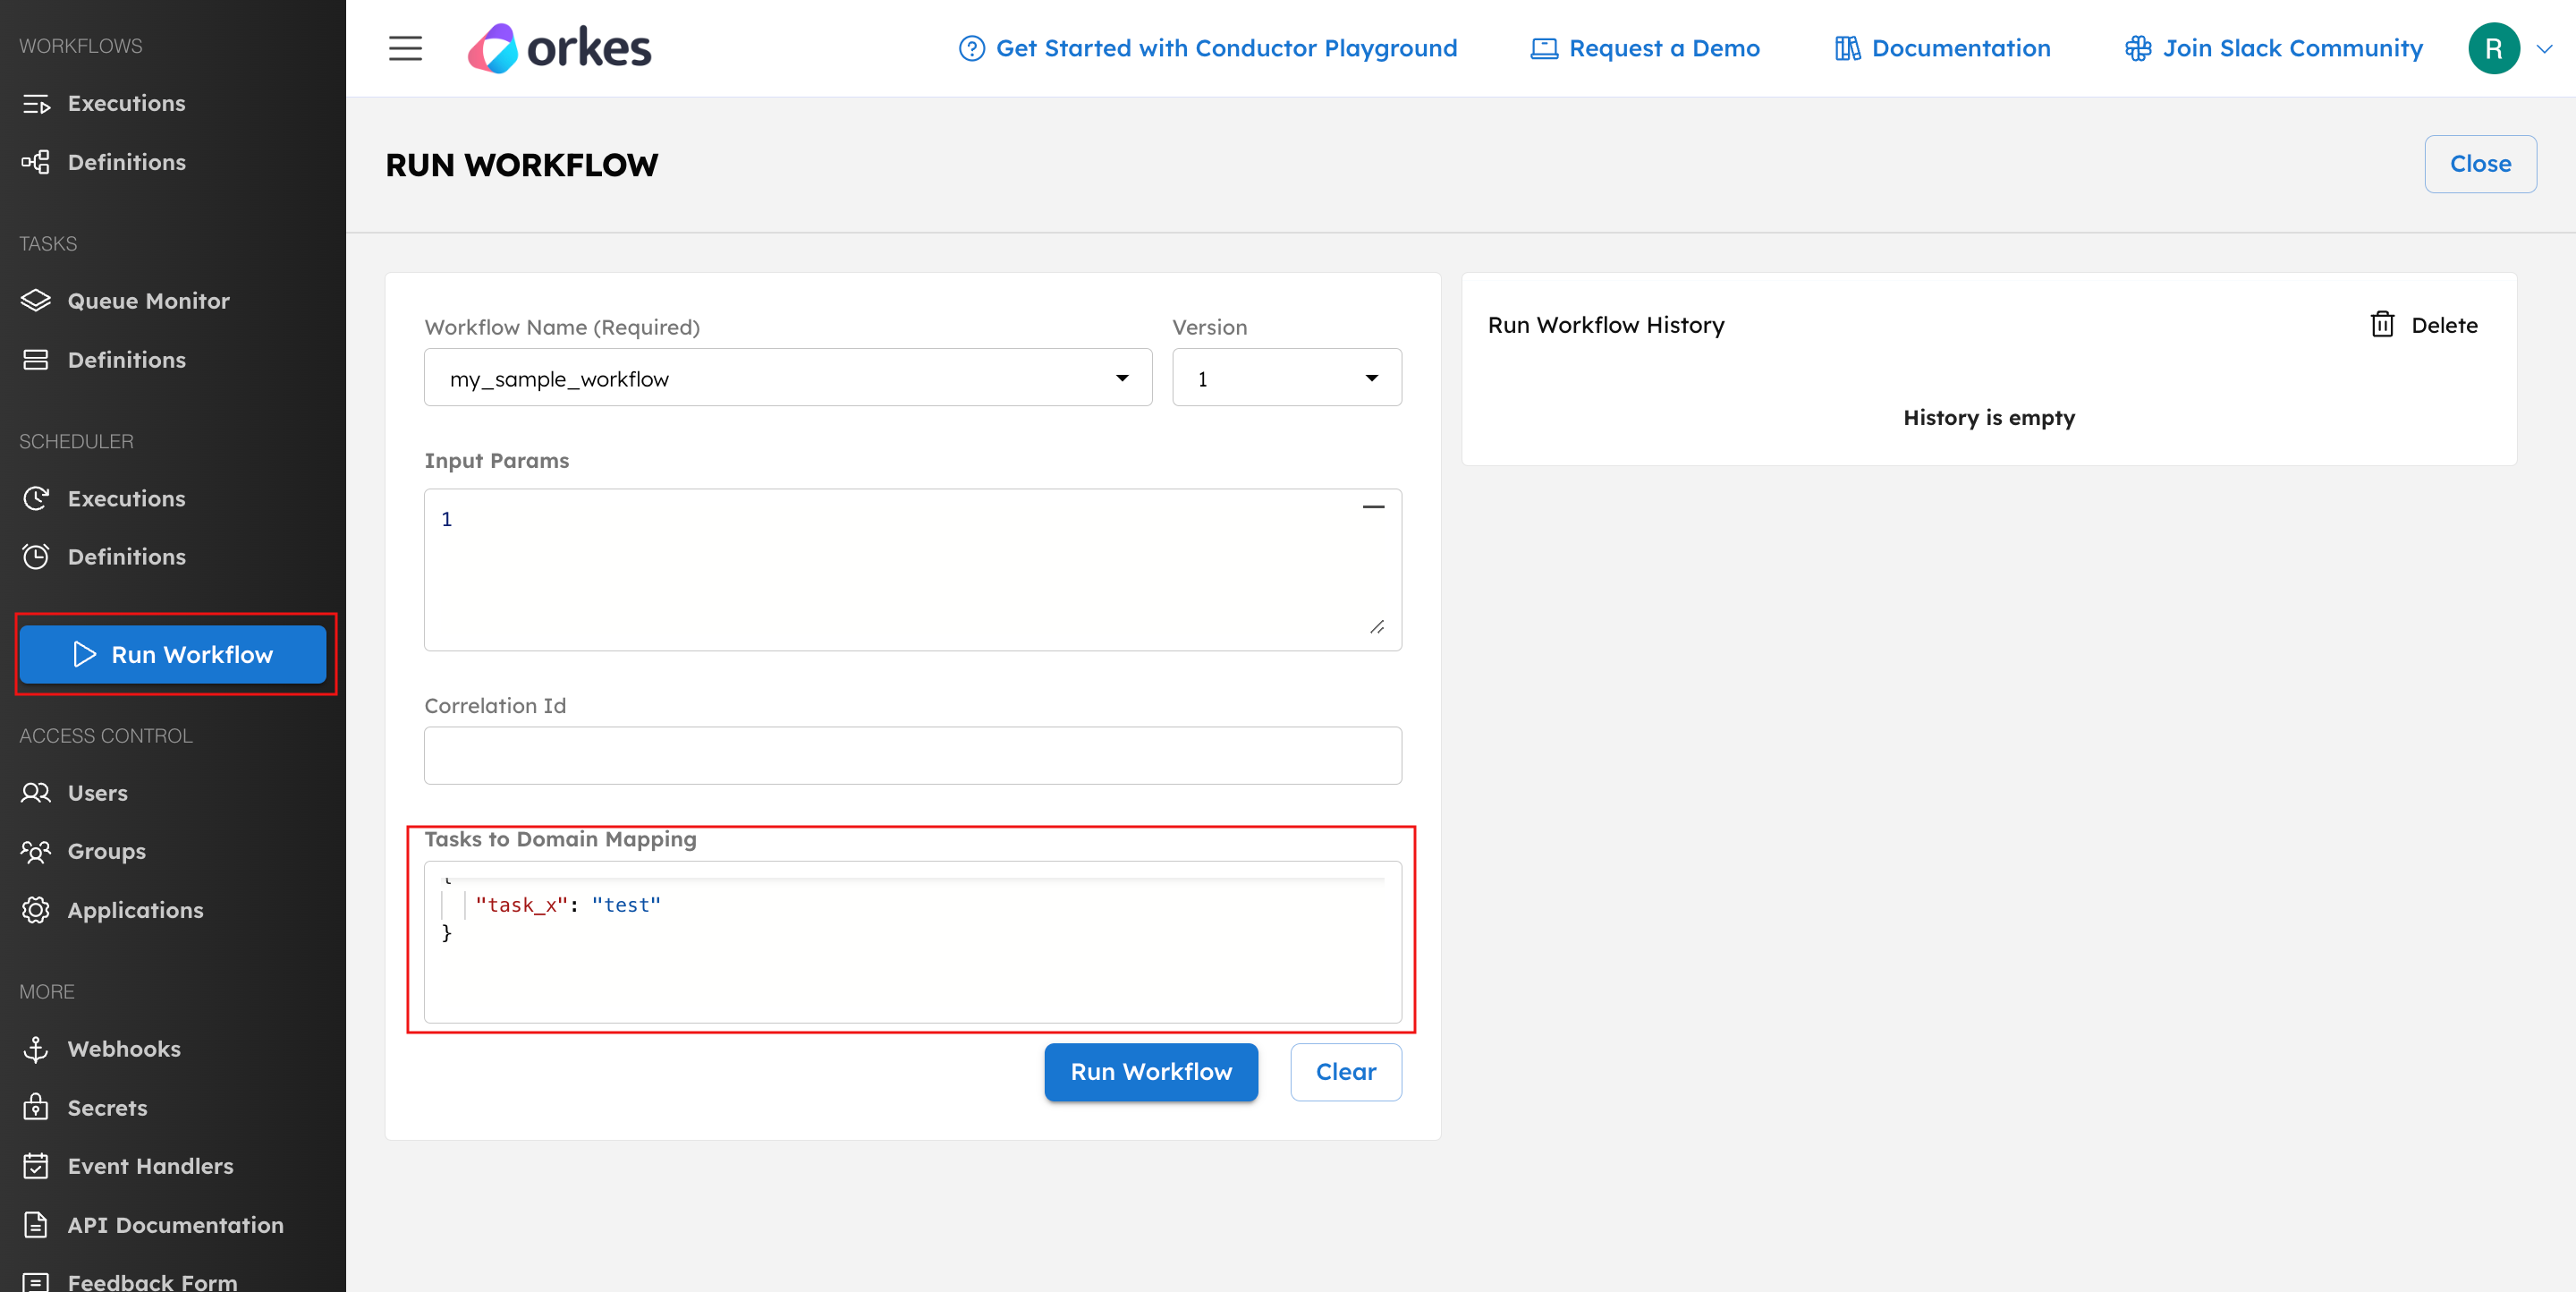 WORKFLOWS
Executions
Definitions
TASKS
Queue Monitor
Definitions
SCHEDULER
Executions
Definitions
Run Workflow
ACCESS CONTROL
Users
Groups
Applications
MORE
Webhooks
Secrets
Event Handlers
API Documentation
Feedback Form
orkes
Get Started with Conductor Playground
Request a Demo
Documentation
Join Slack Community
R
RUN WORKFLOW
Close
Workflow Name (Required)
Version
my_sample_workflow
1
Input Params
1
Correlation Id
Tasks to Domain Mapping
{
"task_x": "test"
}
Run Workflow
Clear
Run Workflow History
Delete
History is empty